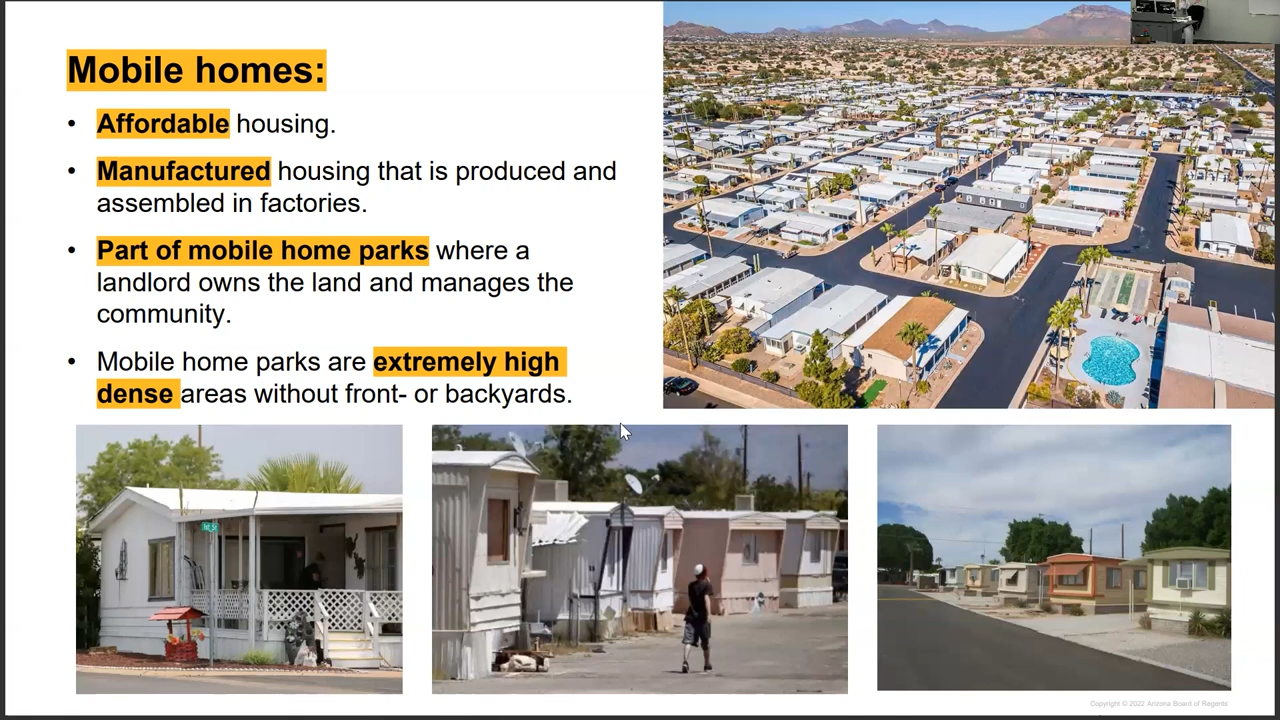 Mobile homes:
• Affordable housing.
• Manufactured housing that is produced and
assembled in factories.
• Part of mobile home parks where a
landlord owns the land and manages the
community.
• Mobile home parks are extremely high
dense areas without front- or backyards.
1st St
Copyright © 2022 Arizona Board of Regents